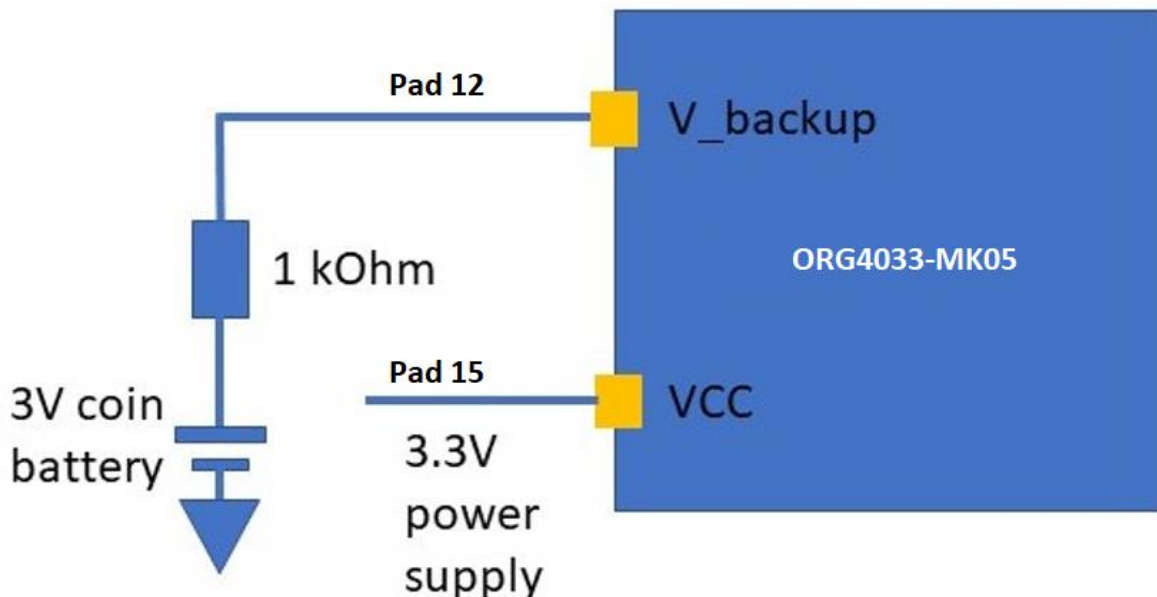 Pad 12
V_backup
1 kOhm
ORG4033-MK05
Pad 15
VCC
3V coin
battery
3.3V
power
supply